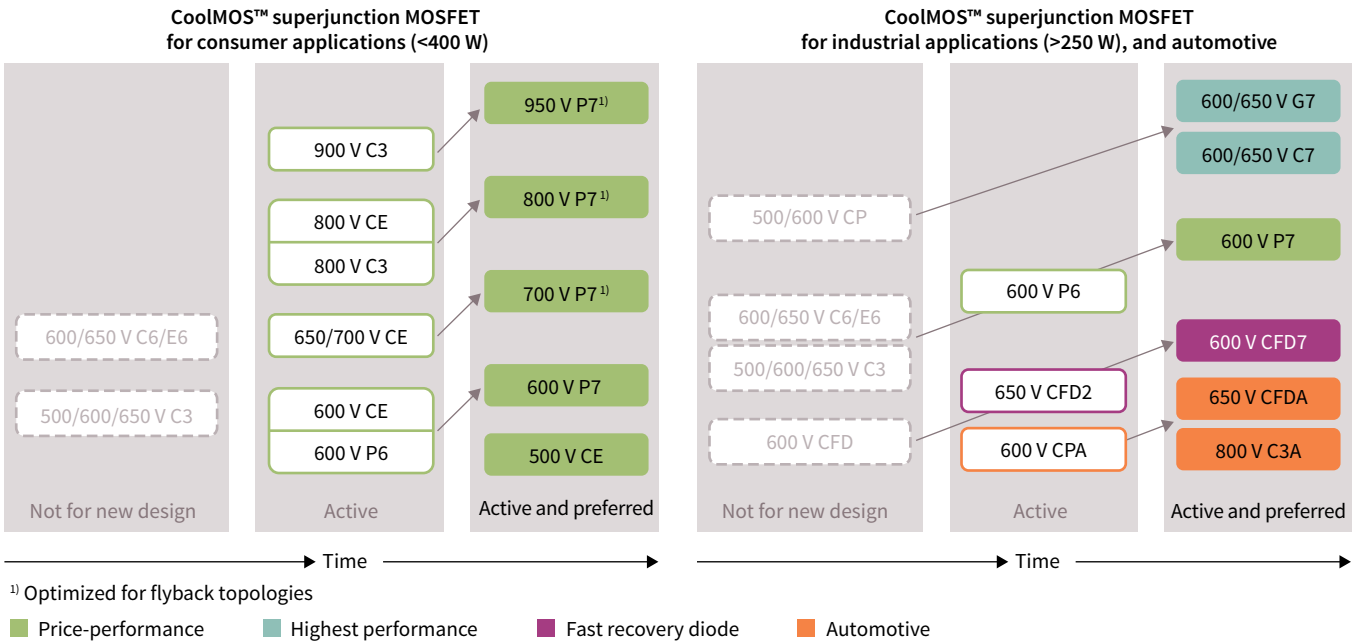 CoolMOS™ superjunction MOSFET
for consumer applications (<400 W)
950 V P7¹⁾
900 V C3
800 V P7¹⁾
800 V CE
800 V C3
700 V P7¹⁾
600/650 V C6/E6
650/700 V CE
600 V P7
500/600/650 V C3
600 V CE
600 V P6
500 V CE
Not for new design
Active
Active and preferred
Time
CoolMOS™ superjunction MOSFET
for industrial applications (>250 W), and automotive
600/650 V G7
600/650 V C7
500/600 V CP
600 V P7
600 V P6
600/650 V C6/E6
500/600/650 V C3
600 V CFD7
650 V CFD2
650 V CFDA
600 V CFD
600 V CPA
800 V C3A
Not for new design
Active
Active and preferred
Time
¹⁾ Optimized for flyback topologies
Price-performance
Highest performance
Fast recovery diode
Automotive